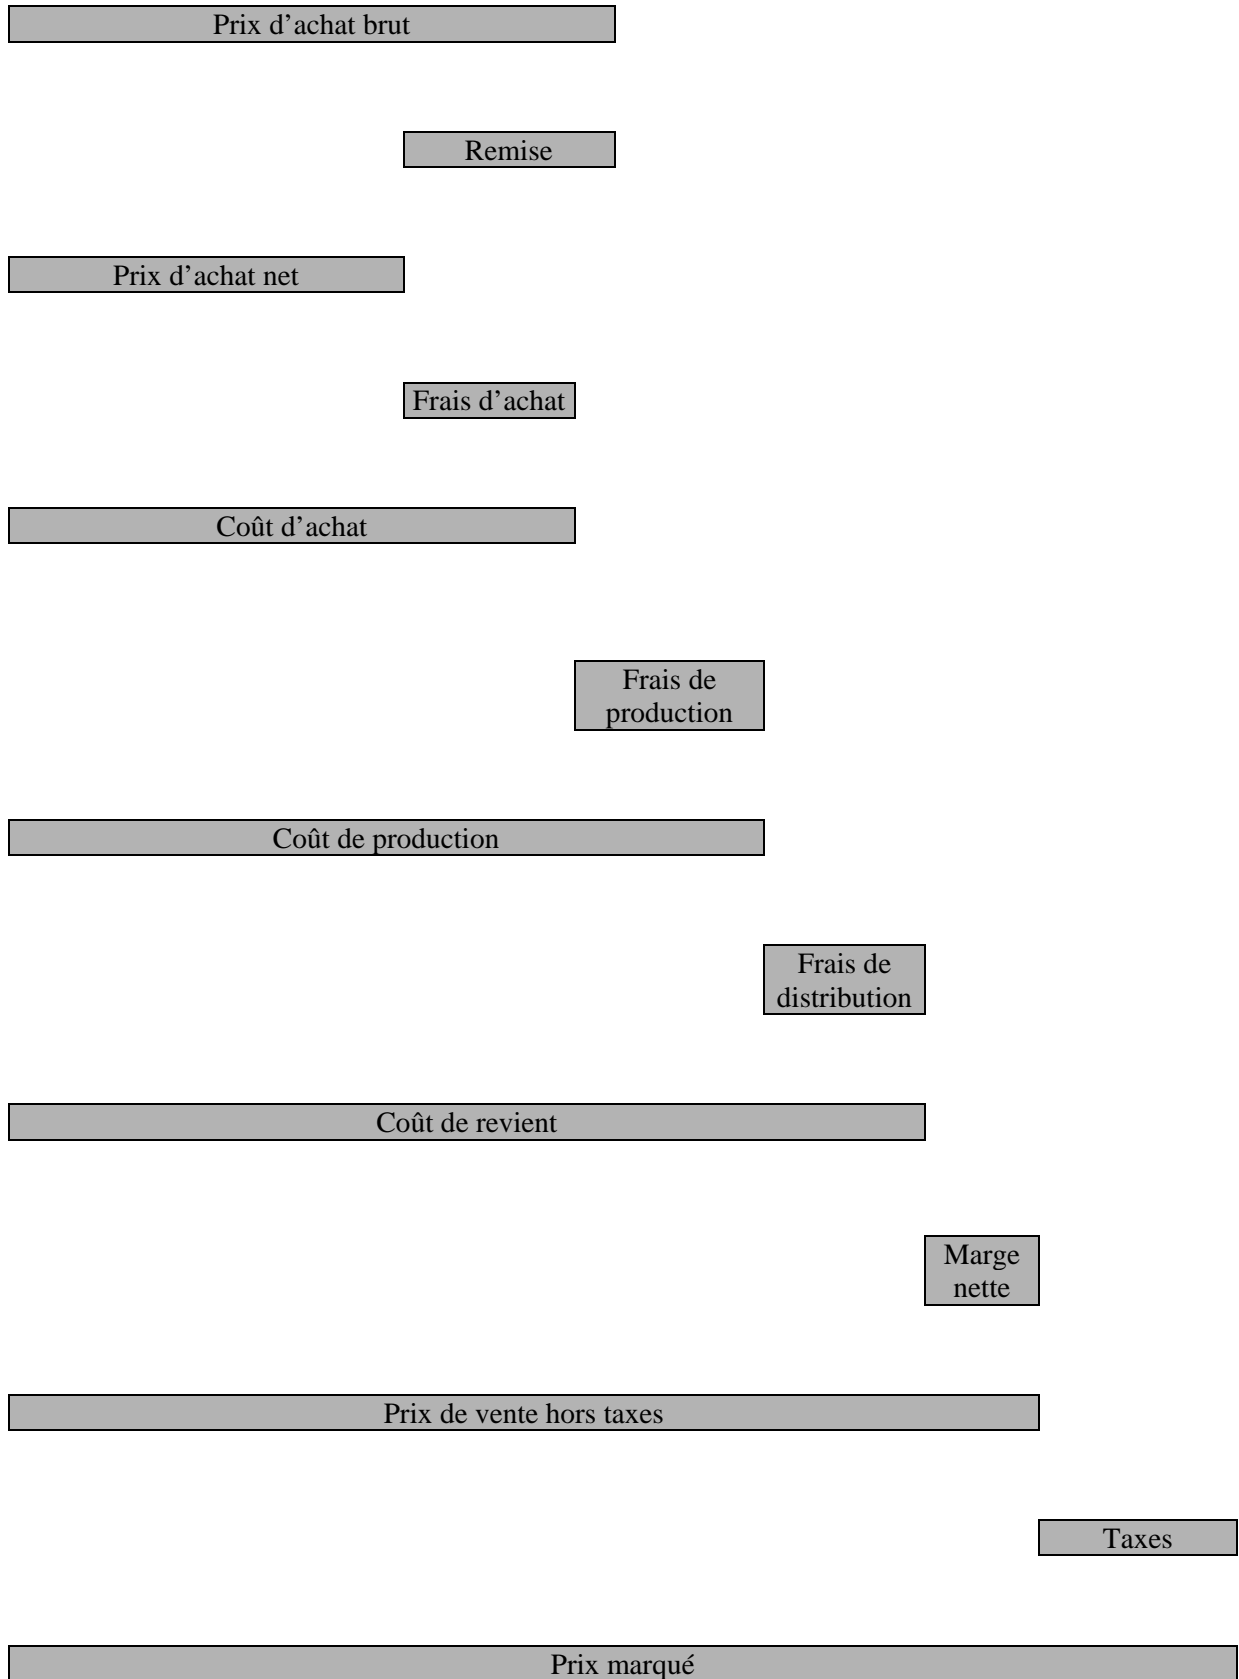 Prix d’achat brut
Remise
Prix d’achat net
Frais d’achat
Coût d’achat
Frais de
production
Coût de production
Frais de
distribution
Coût de revient
Marge
nette
Prix de vente hors taxes
Taxes
Prix marqué